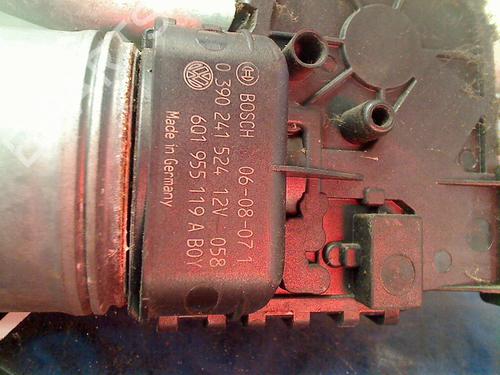 BOSCH 06-08-07 1
0 390 241 524 12V 058
6Q1 955 119 A B0Y
Made in Germany